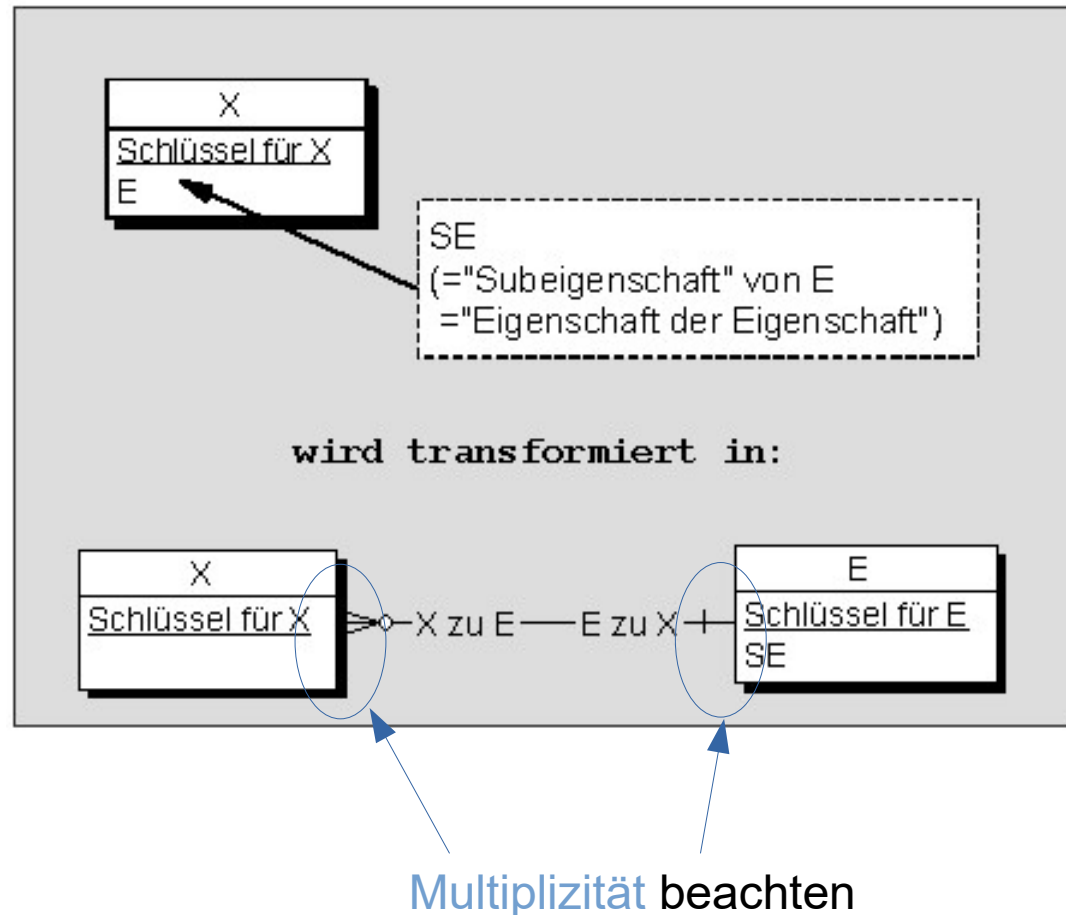 X
Schlüssel für X
E
SE
(="Subeigenschaft" von E
="Eigenschaft der Eigenschaft")
wird transformiert in:
X
Schlüssel für X
X zu E
E zu X
E
Schlüssel für E
SE
Multiplizität beachten